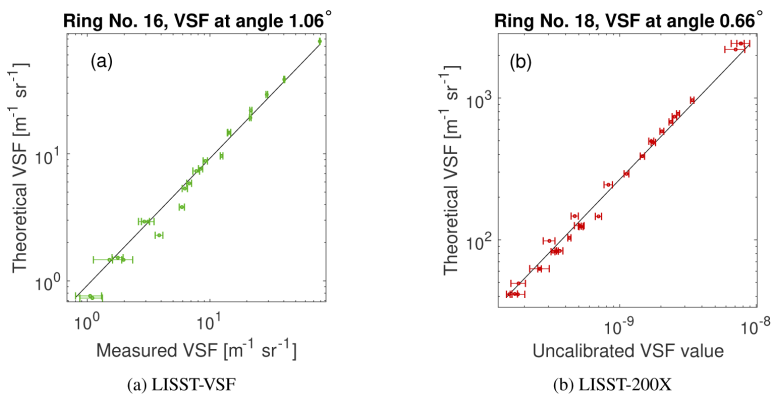 Ring No. 16, VSF at angle 1.06°
(a)
Theoretical VSF [m⁻¹ sr⁻¹]
10¹
10⁰
10⁰
10¹
Measured VSF [m⁻¹ sr⁻¹]
(a) LISST-VSF
Ring No. 18, VSF at angle 0.66°
(b)
Theoretical VSF [m⁻¹ sr⁻¹]
10³
10²
10⁻⁹
10⁻⁸
Uncalibrated VSF value
(b) LISST-200X